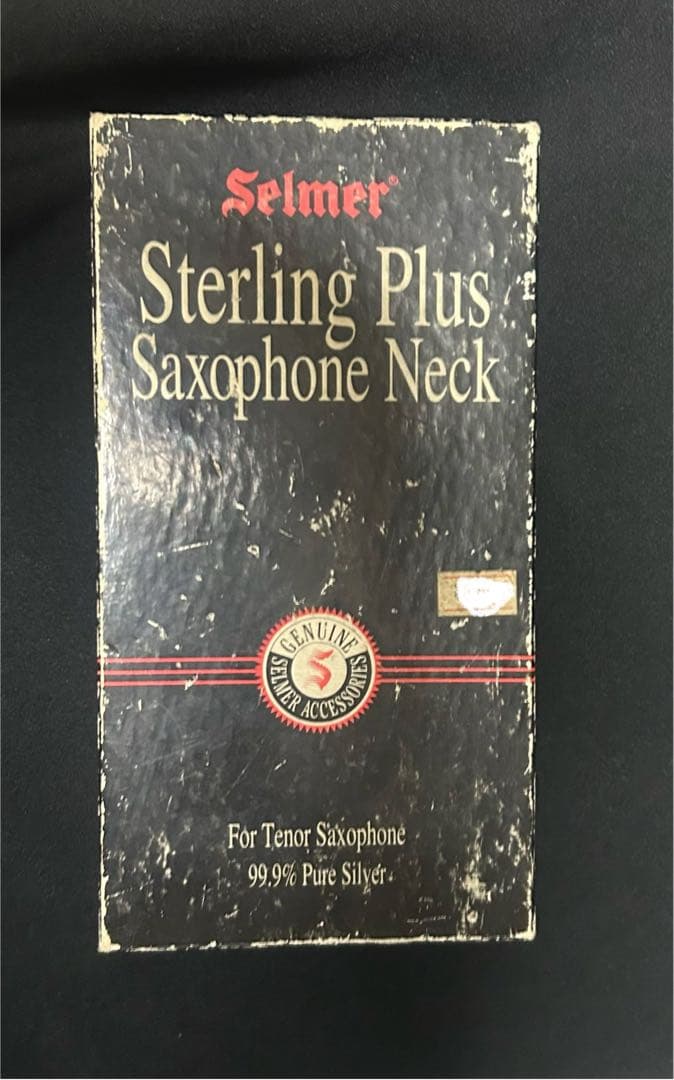 Selmer®
Sterling Plus
Saxophone Neck
GENUINE
S
SELMER ACCESSORIES
For Tenor Saxophone
99.9% Pure Silver